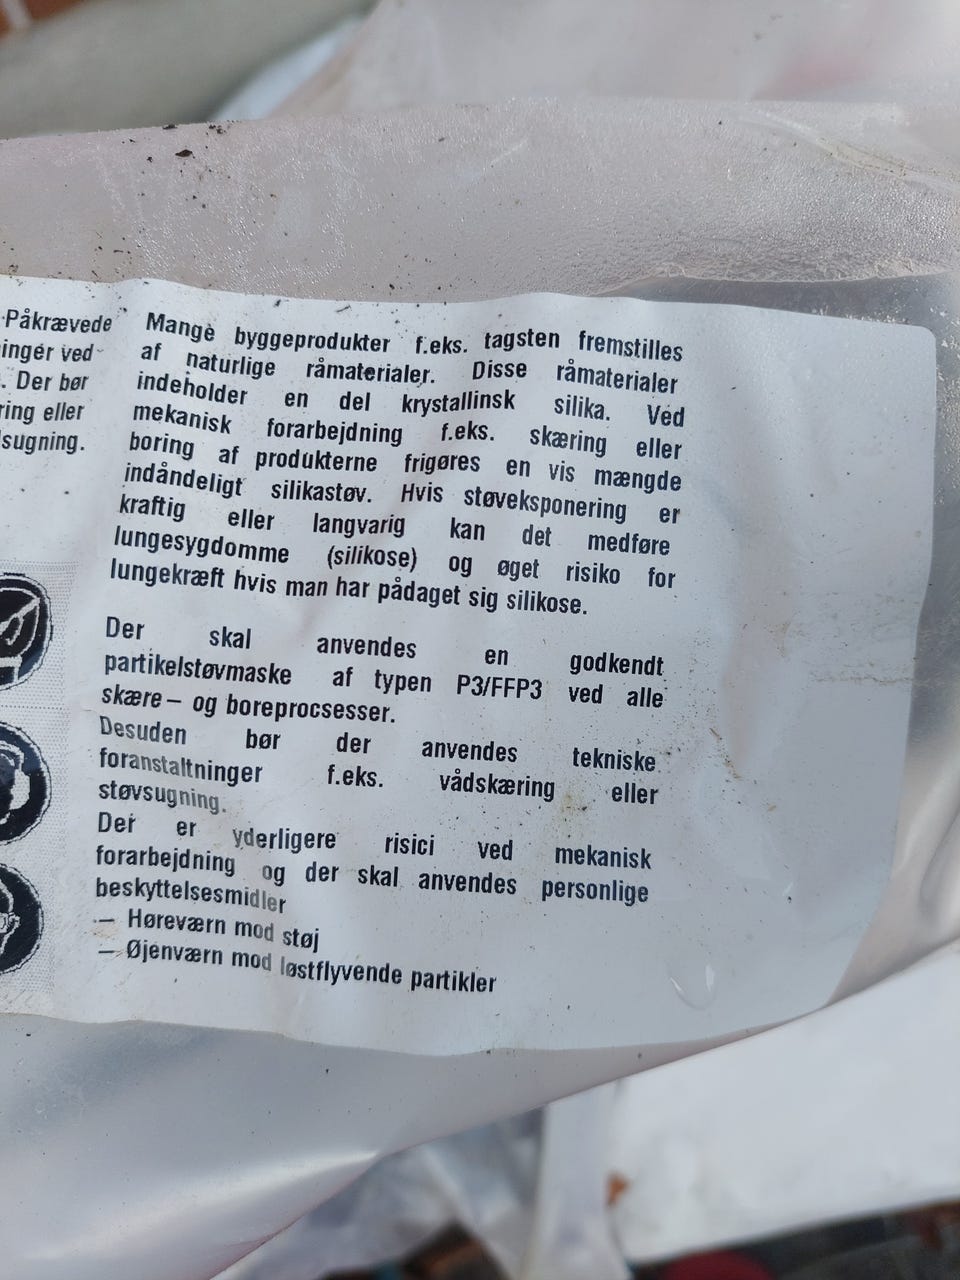 Påkrævede
inger ved
. Der bør
ring eller
sugning.
Mange byggeprodukter f.eks. tagsten fremstilles
af naturlige råmaterialer. Disse råmaterialer
indeholder en del krystallinsk silika. Ved
mekanisk forarbejdning f.eks. skæring eller
boring af produkterne frigøres en vis mængde
indåndeligt silikastøv. Hvis støveksponering er
kraftig eller langvarig kan det medføre
lungesygdomme (silikose) og øget risiko for
lungekræft hvis man har pådaget sig silikose.
Der skal anvendes en godkendt
partikelstøvmaske af typen P3/FFP3 ved alle
skære – og boreprocsesser.
Desuden bør der anvendes tekniske
foranstaltninger f.eks. vådskæring eller
støvsugning.
Der er yderligere risici ved mekanisk
forarbejdning og der skal anvendes personlige
beskyttelsesmidler
– Høreværn mod støj
– Øjenværn mod løstflyvende partikler